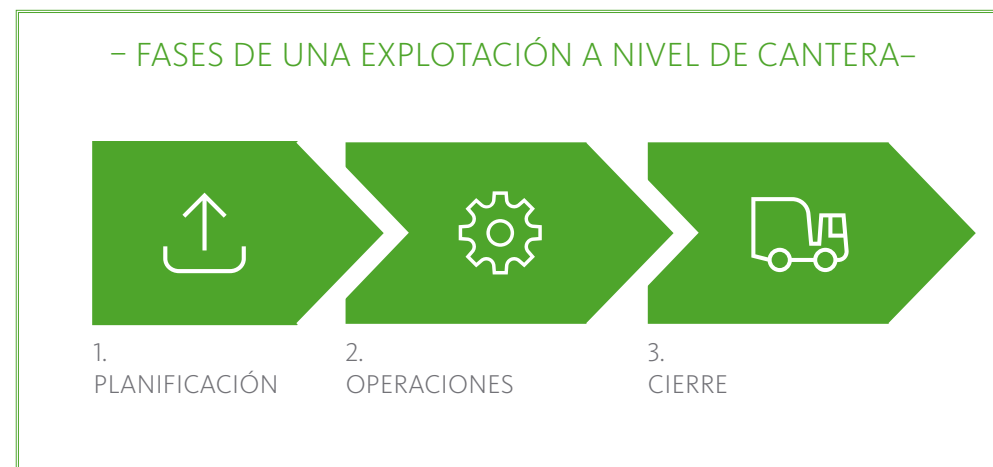 – FASES DE UNA EXPLOTACIÓN A NIVEL DE CANTERA–
1.
PLANIFICACIÓN
2.
OPERACIONES
3.
CIERRE